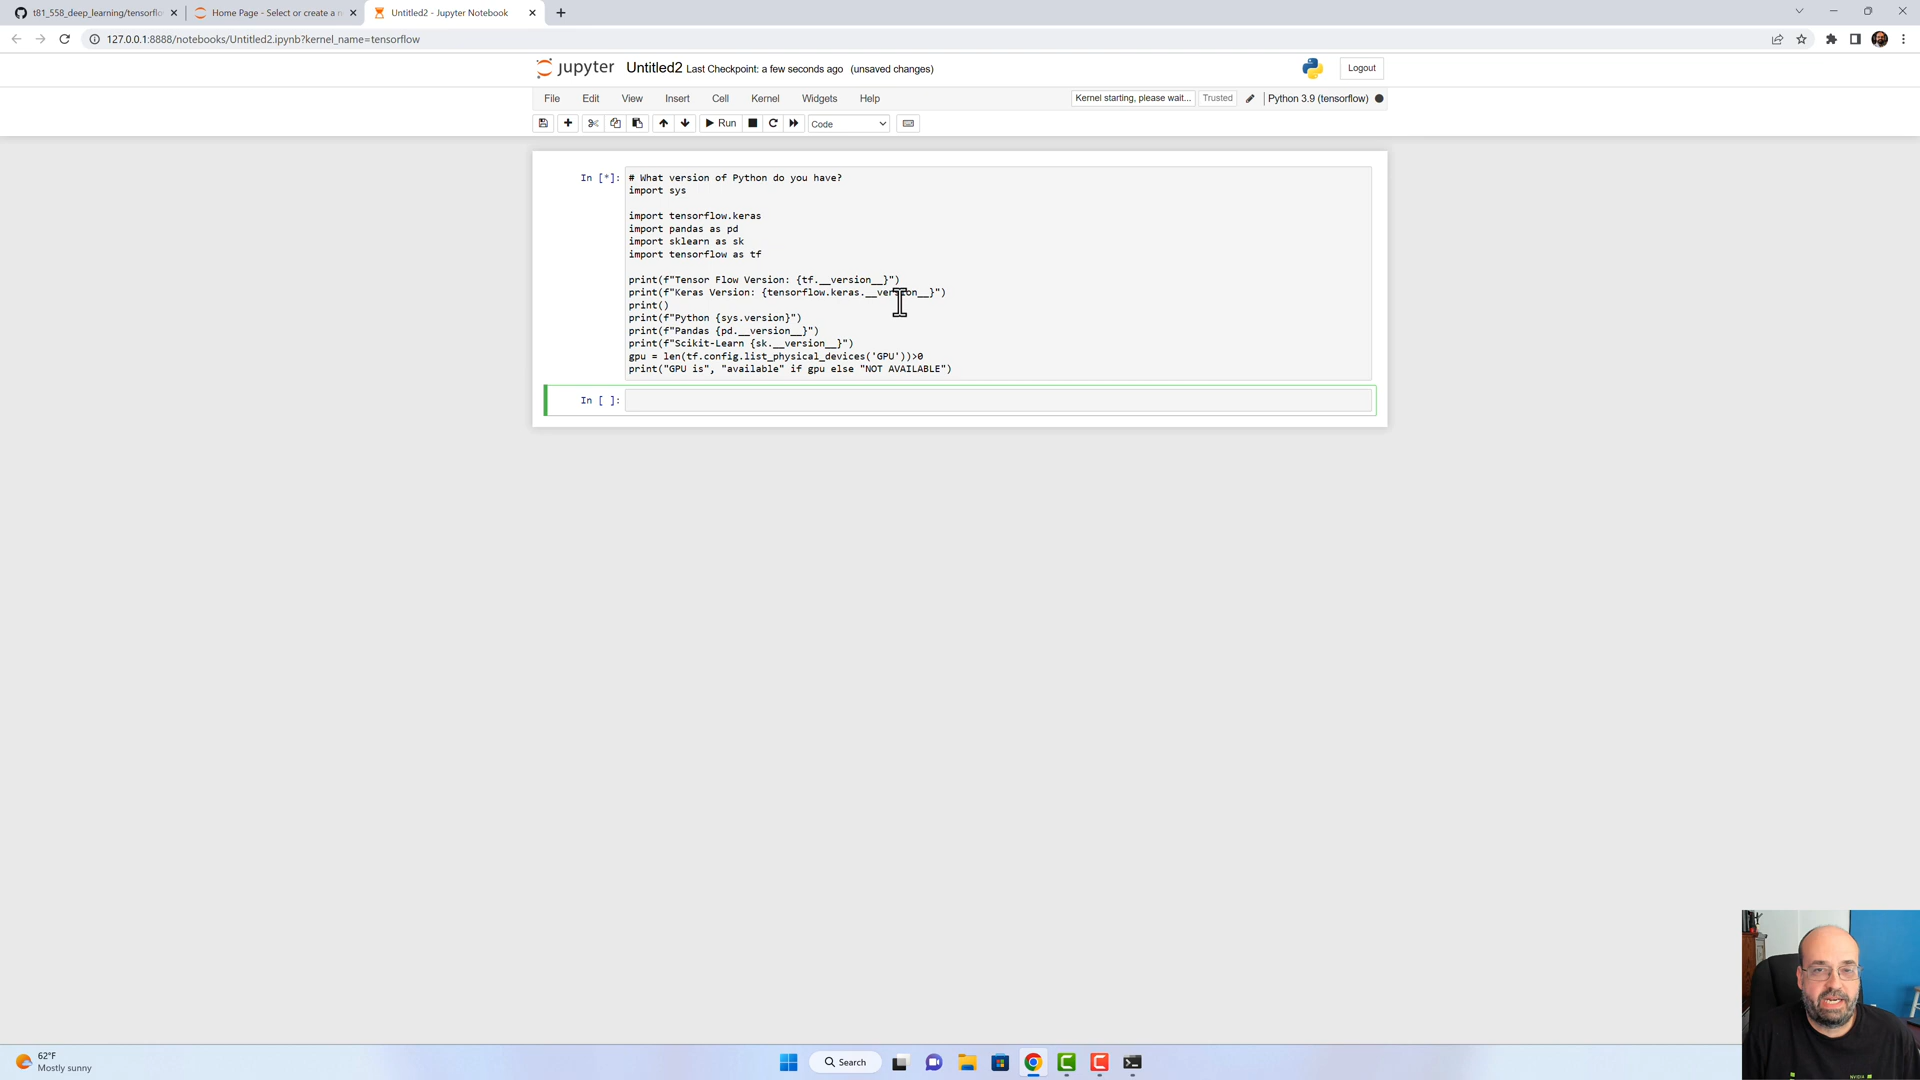 t81_558_deep_learning/tensorflo
Home Page - Select or create a n
Untitled2 - Jupyter Notebook
127.0.0.1:8888/notebooks/Untitled2.ipynb?kernel_name=tensorflow
jupyter Untitled2 Last Checkpoint: a few seconds ago (unsaved changes)
Logout
File Edit View Insert Cell Kernel Widgets Help
Kernel starting, please wait... Trusted Python 3.9 (tensorflow)
Run Code
In [*]:
# What version of Python do you have?
import sys
import tensorflow.keras
import pandas as pd
import sklearn as sk
import tensorflow as tf
print(f"Tensor Flow Version: {tf.__version__}")
print(f"Keras Version: {tensorflow.keras.__version__}")
print()
print(f"Python {sys.version}")
print(f"Pandas {pd.__version__}")
print(f"Scikit-Learn {sk.__version__}")
gpu = len(tf.config.list_physical_devices('GPU'))>0
print("GPU is", "available" if gpu else "NOT AVAILABLE")
In [ ]:
62°F
Mostly sunny
Search
NVIDIA